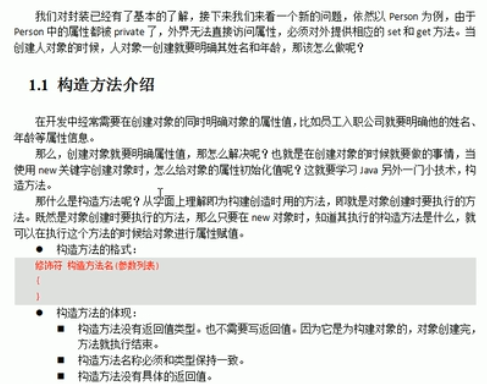 我们对封装已经有了基本的了解，接下来我们来看一个新的问题，依然以 Person 为例，由于
Person 中的属性都被 private 了，外界无法直接访问属性，必须对外提供相应的 set 和 get 方法。当
创建人对象的时候，人对象一创建就要明确其姓名和年龄，那该怎么做呢？
1.1 构造方法介绍
在开发中经常需要在创建对象的同时明确对象的属性值，比如员工入职公司就要明确他的姓名、
年龄等属性信息。
那么，创建对象就要明确属性值，那怎么解决呢？也就是在创建对象的时候就要做的事情，当
使用 new 关键字创建对象时，怎么给对象的属性初始化值呢？这就要学习 Java 另外一门小技术，构
造方法。
那什么是构造方法呢？从字面上理解即为构建创造时用的方法，即就是对象创建时要执行的方
法。既然是对象创建时要执行的方法，那么只要在 new 对象时，知道其执行的构造方法是什么，就
可以在执行这个方法的时候给对象进行属性赋值。
● 构造方法的格式：
修饰符 构造方法名(参数列表)
{
}
● 构造方法的体现：
■ 构造方法没有返回值类型。也不需要写返回值。因为它是为构建对象的，对象创建完，
方法就执行结束。
■ 构造方法名称必须和类型保持一致。
■ 构造方法没有具体的返回值。